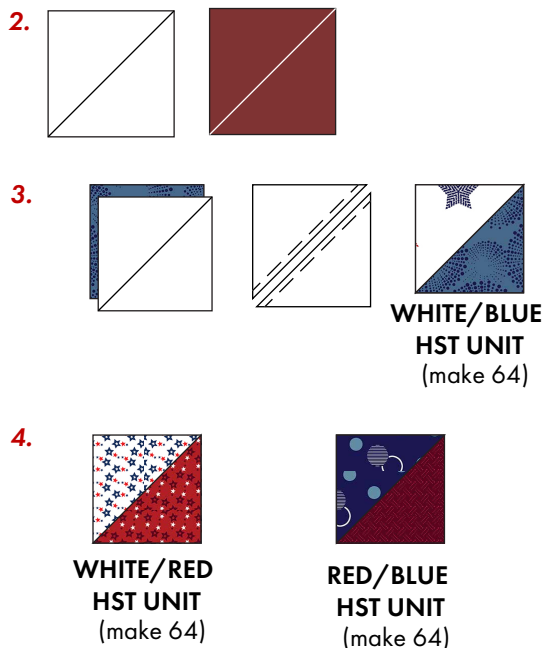 2.
3.
WHITE/BLUE
HST UNIT
(make 64)
4.
WHITE/RED
HST UNIT
(make 64)
RED/BLUE
HST UNIT
(make 64)